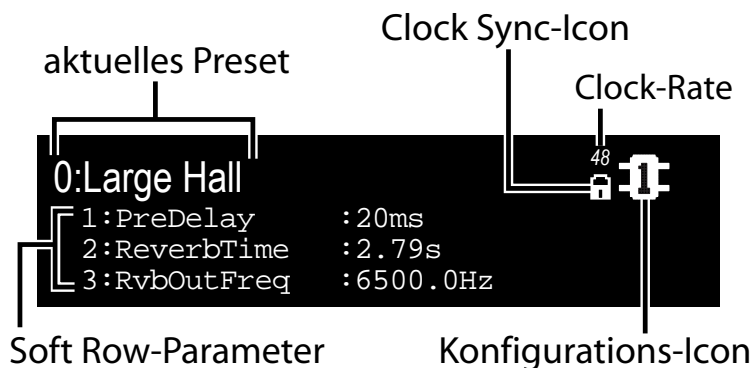 Clock Sync-Icon
aktuelles Preset
Clock-Rate
48
0:Large Hall
1
1:PreDelay :20ms
2:ReverbTime :2.79s
3:RvbOutFreq :6500.0Hz
Soft Row-Parameter
Konfigurations-Icon